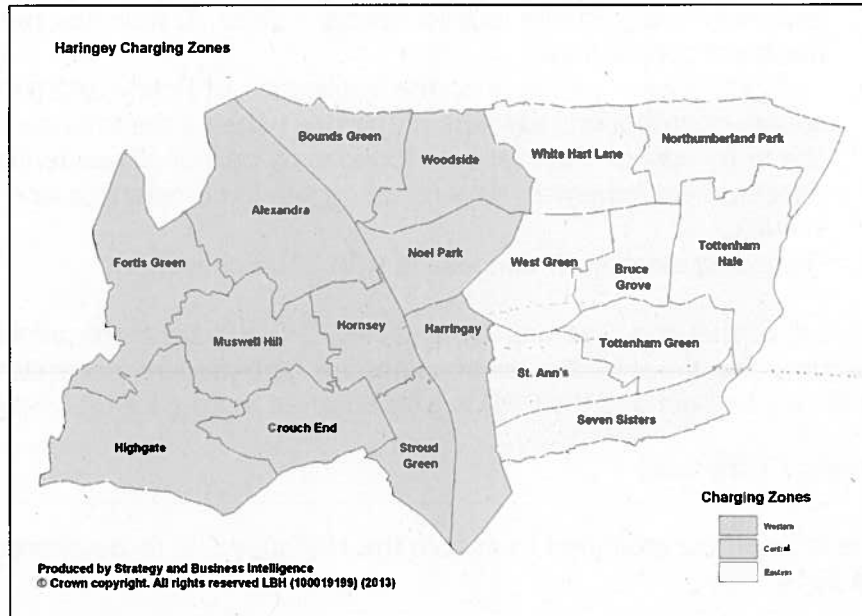 Haringey Charging Zones
Bounds Green
Woodside
White Hart Lane
Northumberland Park
Alexandra
Noel Park
Fortis Green
West Green
Bruce
Grove
Tottenham
Hale
Muswell Hill
Hornsey
Harringay
Tottenham Green
St. Ann's
Seven Sisters
Highgate
Crouch End
Stroud
Green
Charging Zones
Western
Central
Eastern
Produced by Strategy and Business Intelligence
© Crown copyright. All rights reserved LBH (100019199) (2013)